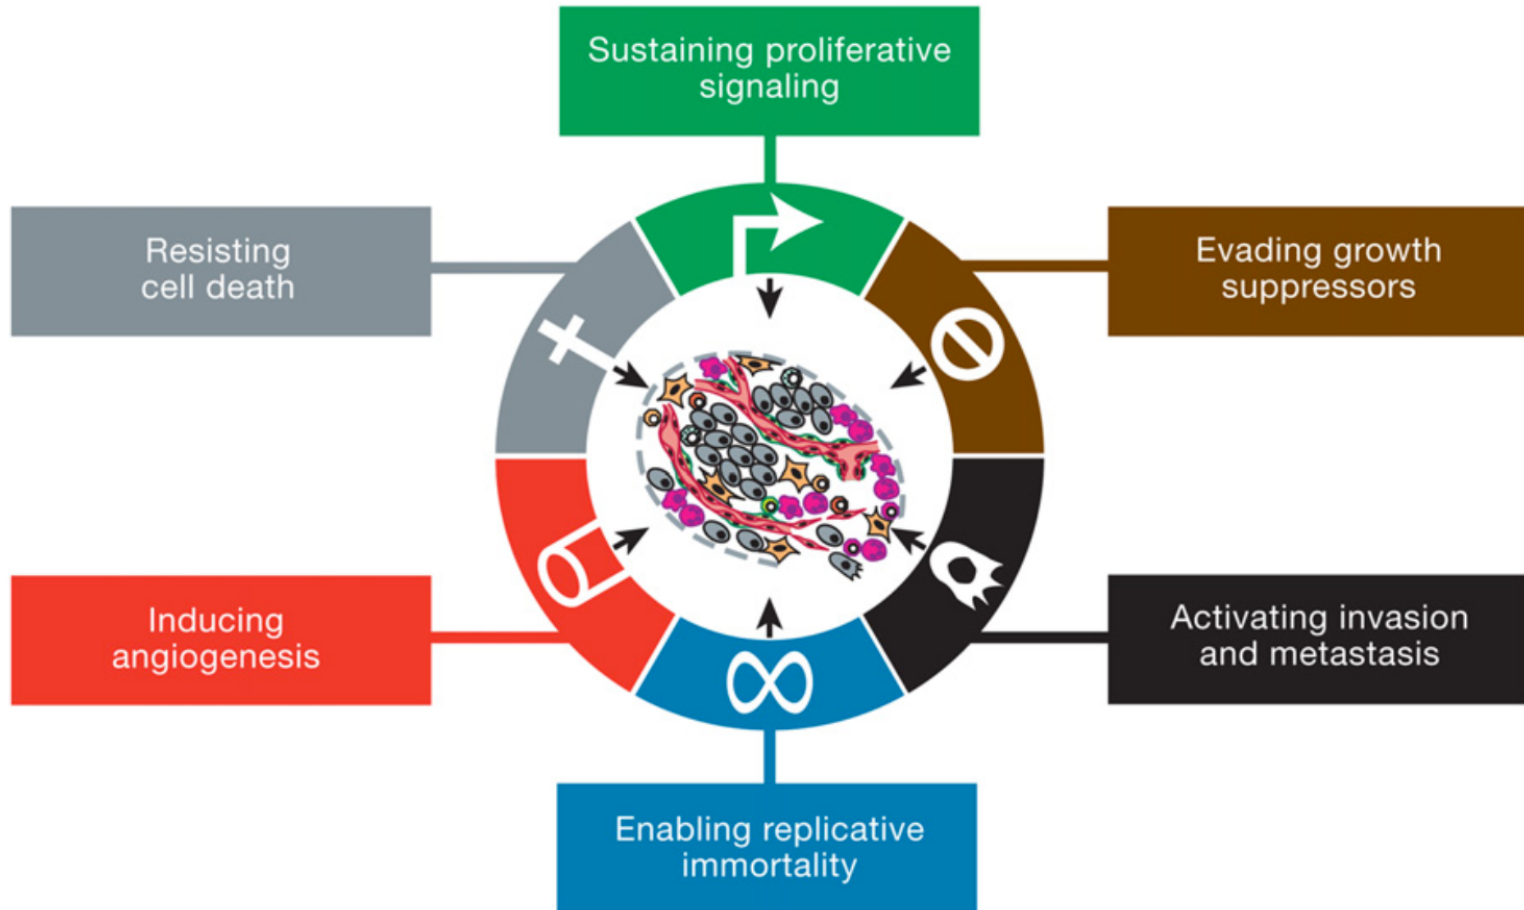 Sustaining proliferative
signaling
Resisting
cell death
Evading growth
suppressors
Inducing
angiogenesis
Activating invasion
and metastasis
Enabling replicative
immortality